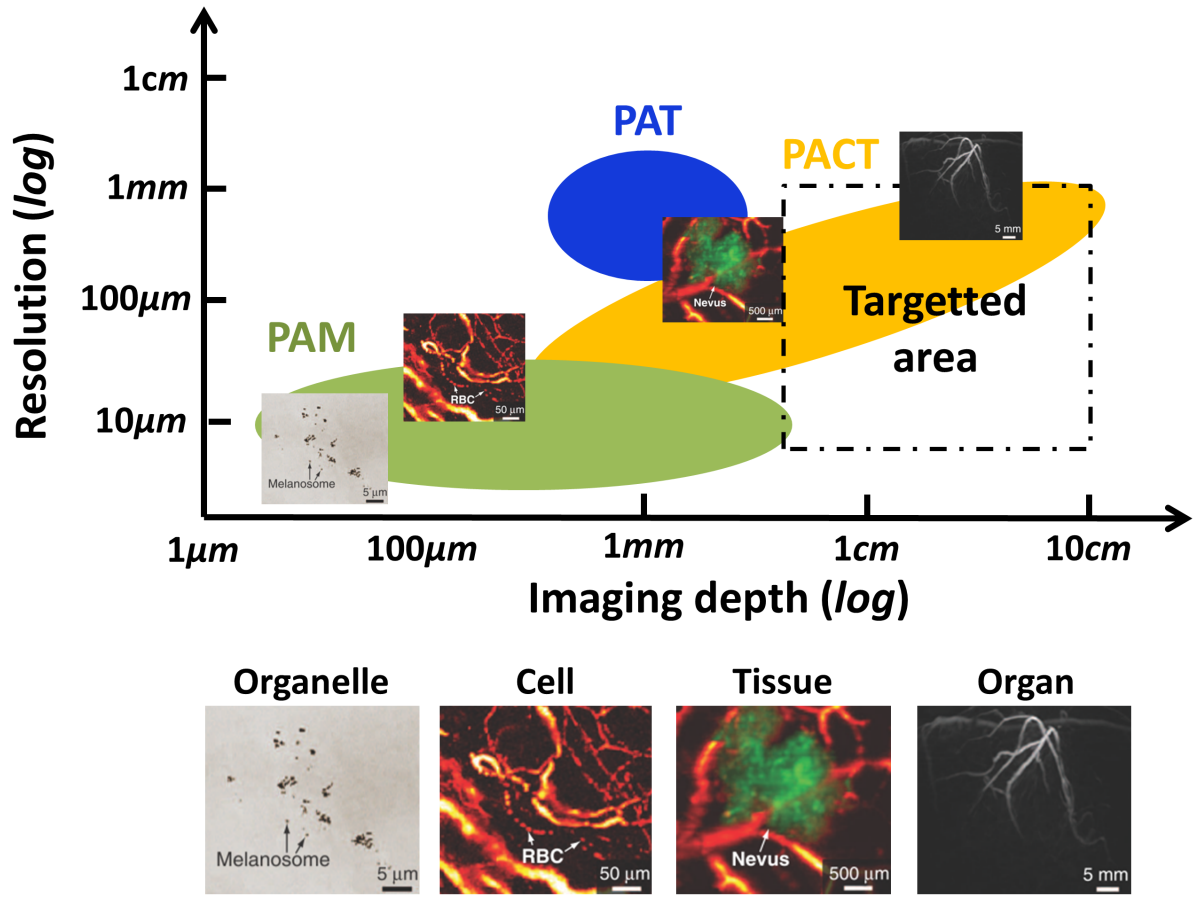 1cm
PAT
PACT
1mm
5 mm
Resolution (log)
Nevus
500 µm
100µm
Targetted
area
PAM
RBC
50 µm
10µm
Melanosome
5 µm
1µm
100µm
1mm
1cm
10cm
Imaging depth (log)
Organelle
Cell
Tissue
Organ
Melanosome
5 µm
RBC
50 µm
Nevus
500 µm
5 mm